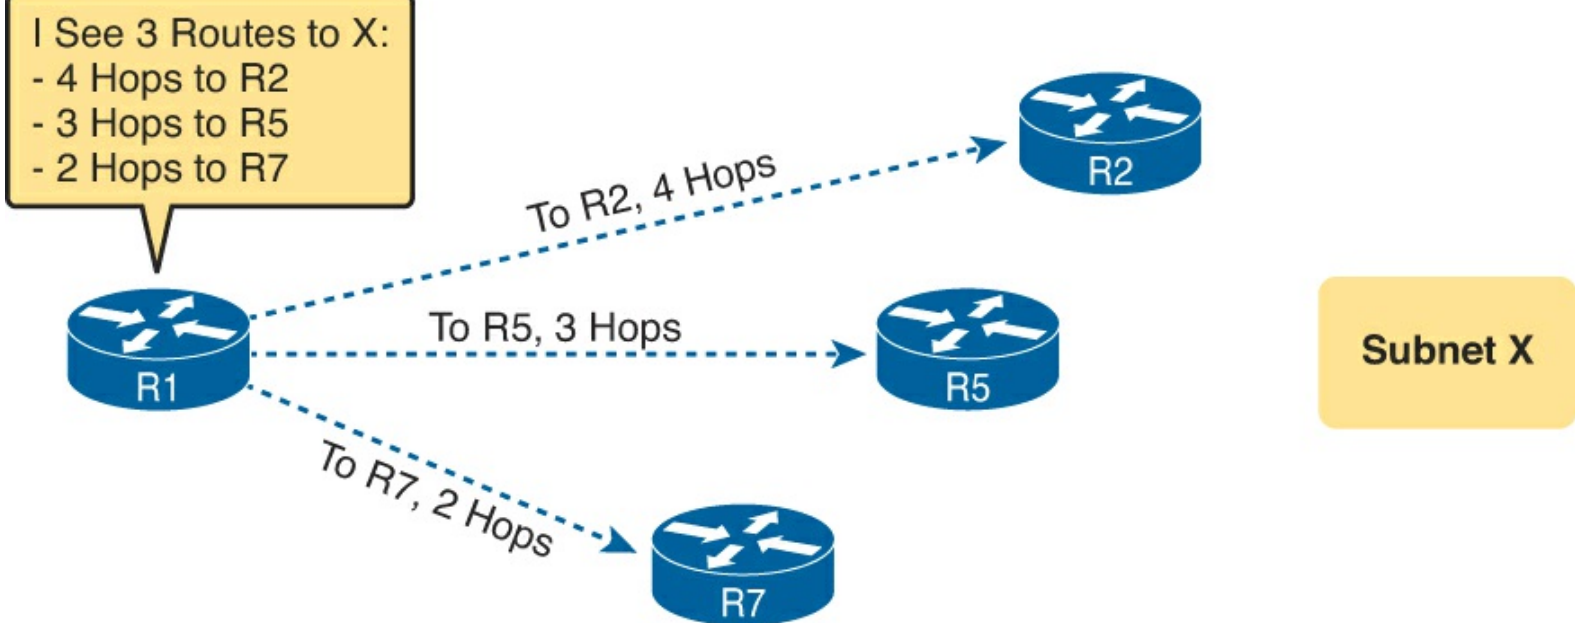 I See 3 Routes to X:
- 4 Hops to R2
- 3 Hops to R5
- 2 Hops to R7
To R2, 4 Hops
R2
To R5, 3 Hops
R1
R5
Subnet X
To R7, 2 Hops
R7